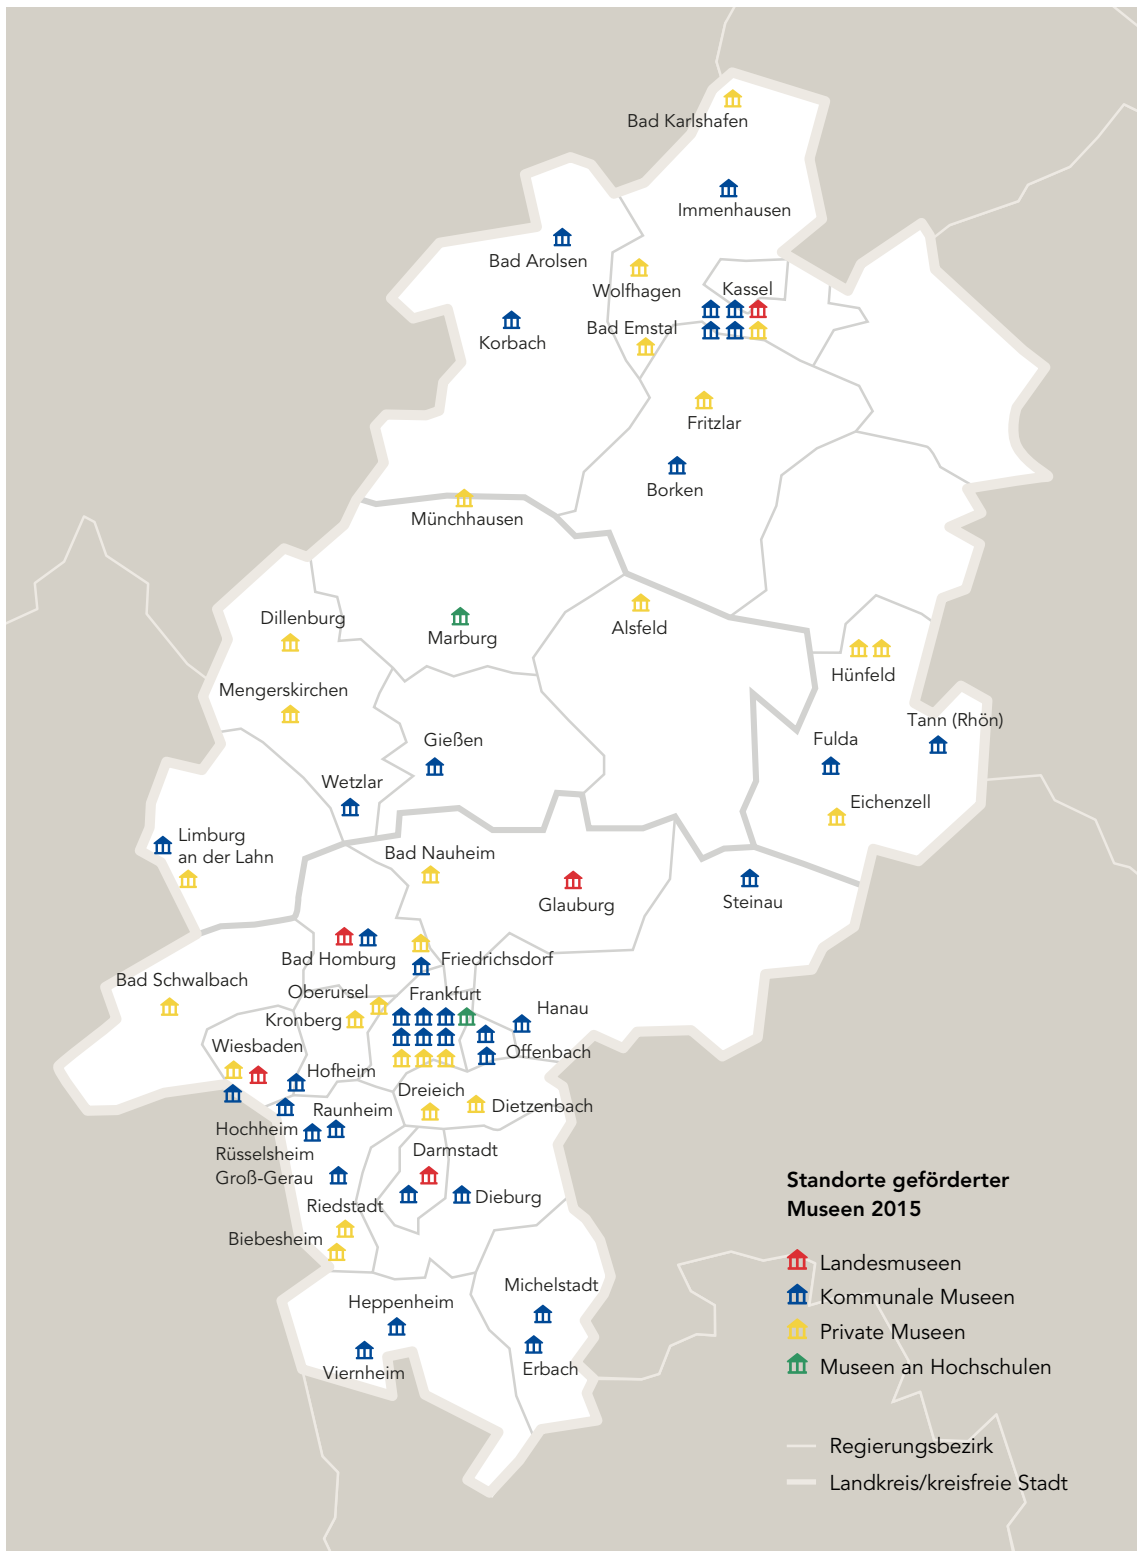 Bad Karlshafen
Immenhausen
Bad Arolsen
Wolfhagen
Kassel
Bad Emstal
Korbach
Fritzlar
Borken
Münchhausen
Dillenburg
Marburg
Alsfeld
Hünfeld
Mengerskirchen
Tann (Rhön)
Gießen
Fulda
Wetzlar
Eichenzell
Limburg
an der Lahn
Bad Nauheim
Glauburg
Steinau
Bad Homburg
Friedrichsdorf
Bad Schwalbach
Oberursel
Frankfurt
Hanau
Kronberg
Wiesbaden
Offenbach
Hofheim
Dreieich
Dietzenbach
Raunheim
Hochheim
Rüsselsheim
Darmstadt
Groß-Gerau
Dieburg
Riedstadt
Biebesheim
Michelstadt
Heppenheim
Viernheim
Erbach
Standorte geförderter
Museen 2015
Landesmuseen
Kommunale Museen
Private Museen
Museen an Hochschulen
Regierungsbezirk
Landkreis/kreisfreie Stadt